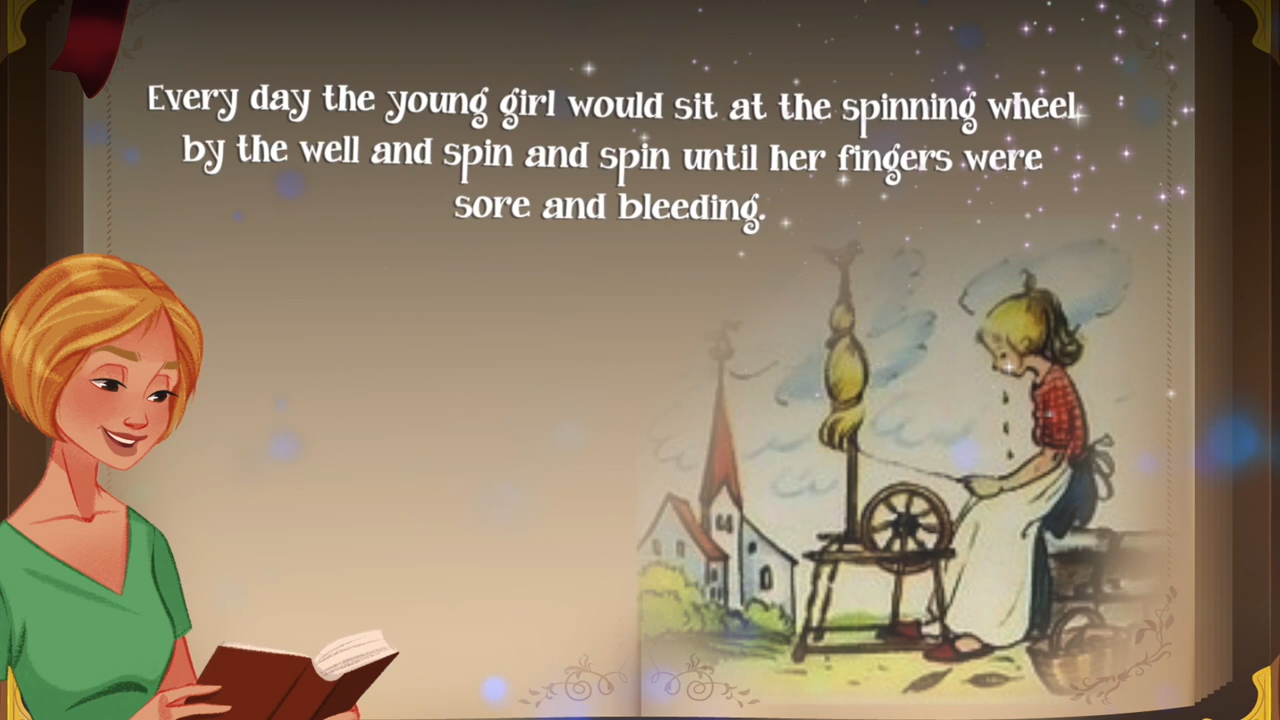 Every day the young girl would sit at the spinning wheel
by the well and spin and spin until her fingers were
sore and bleeding.